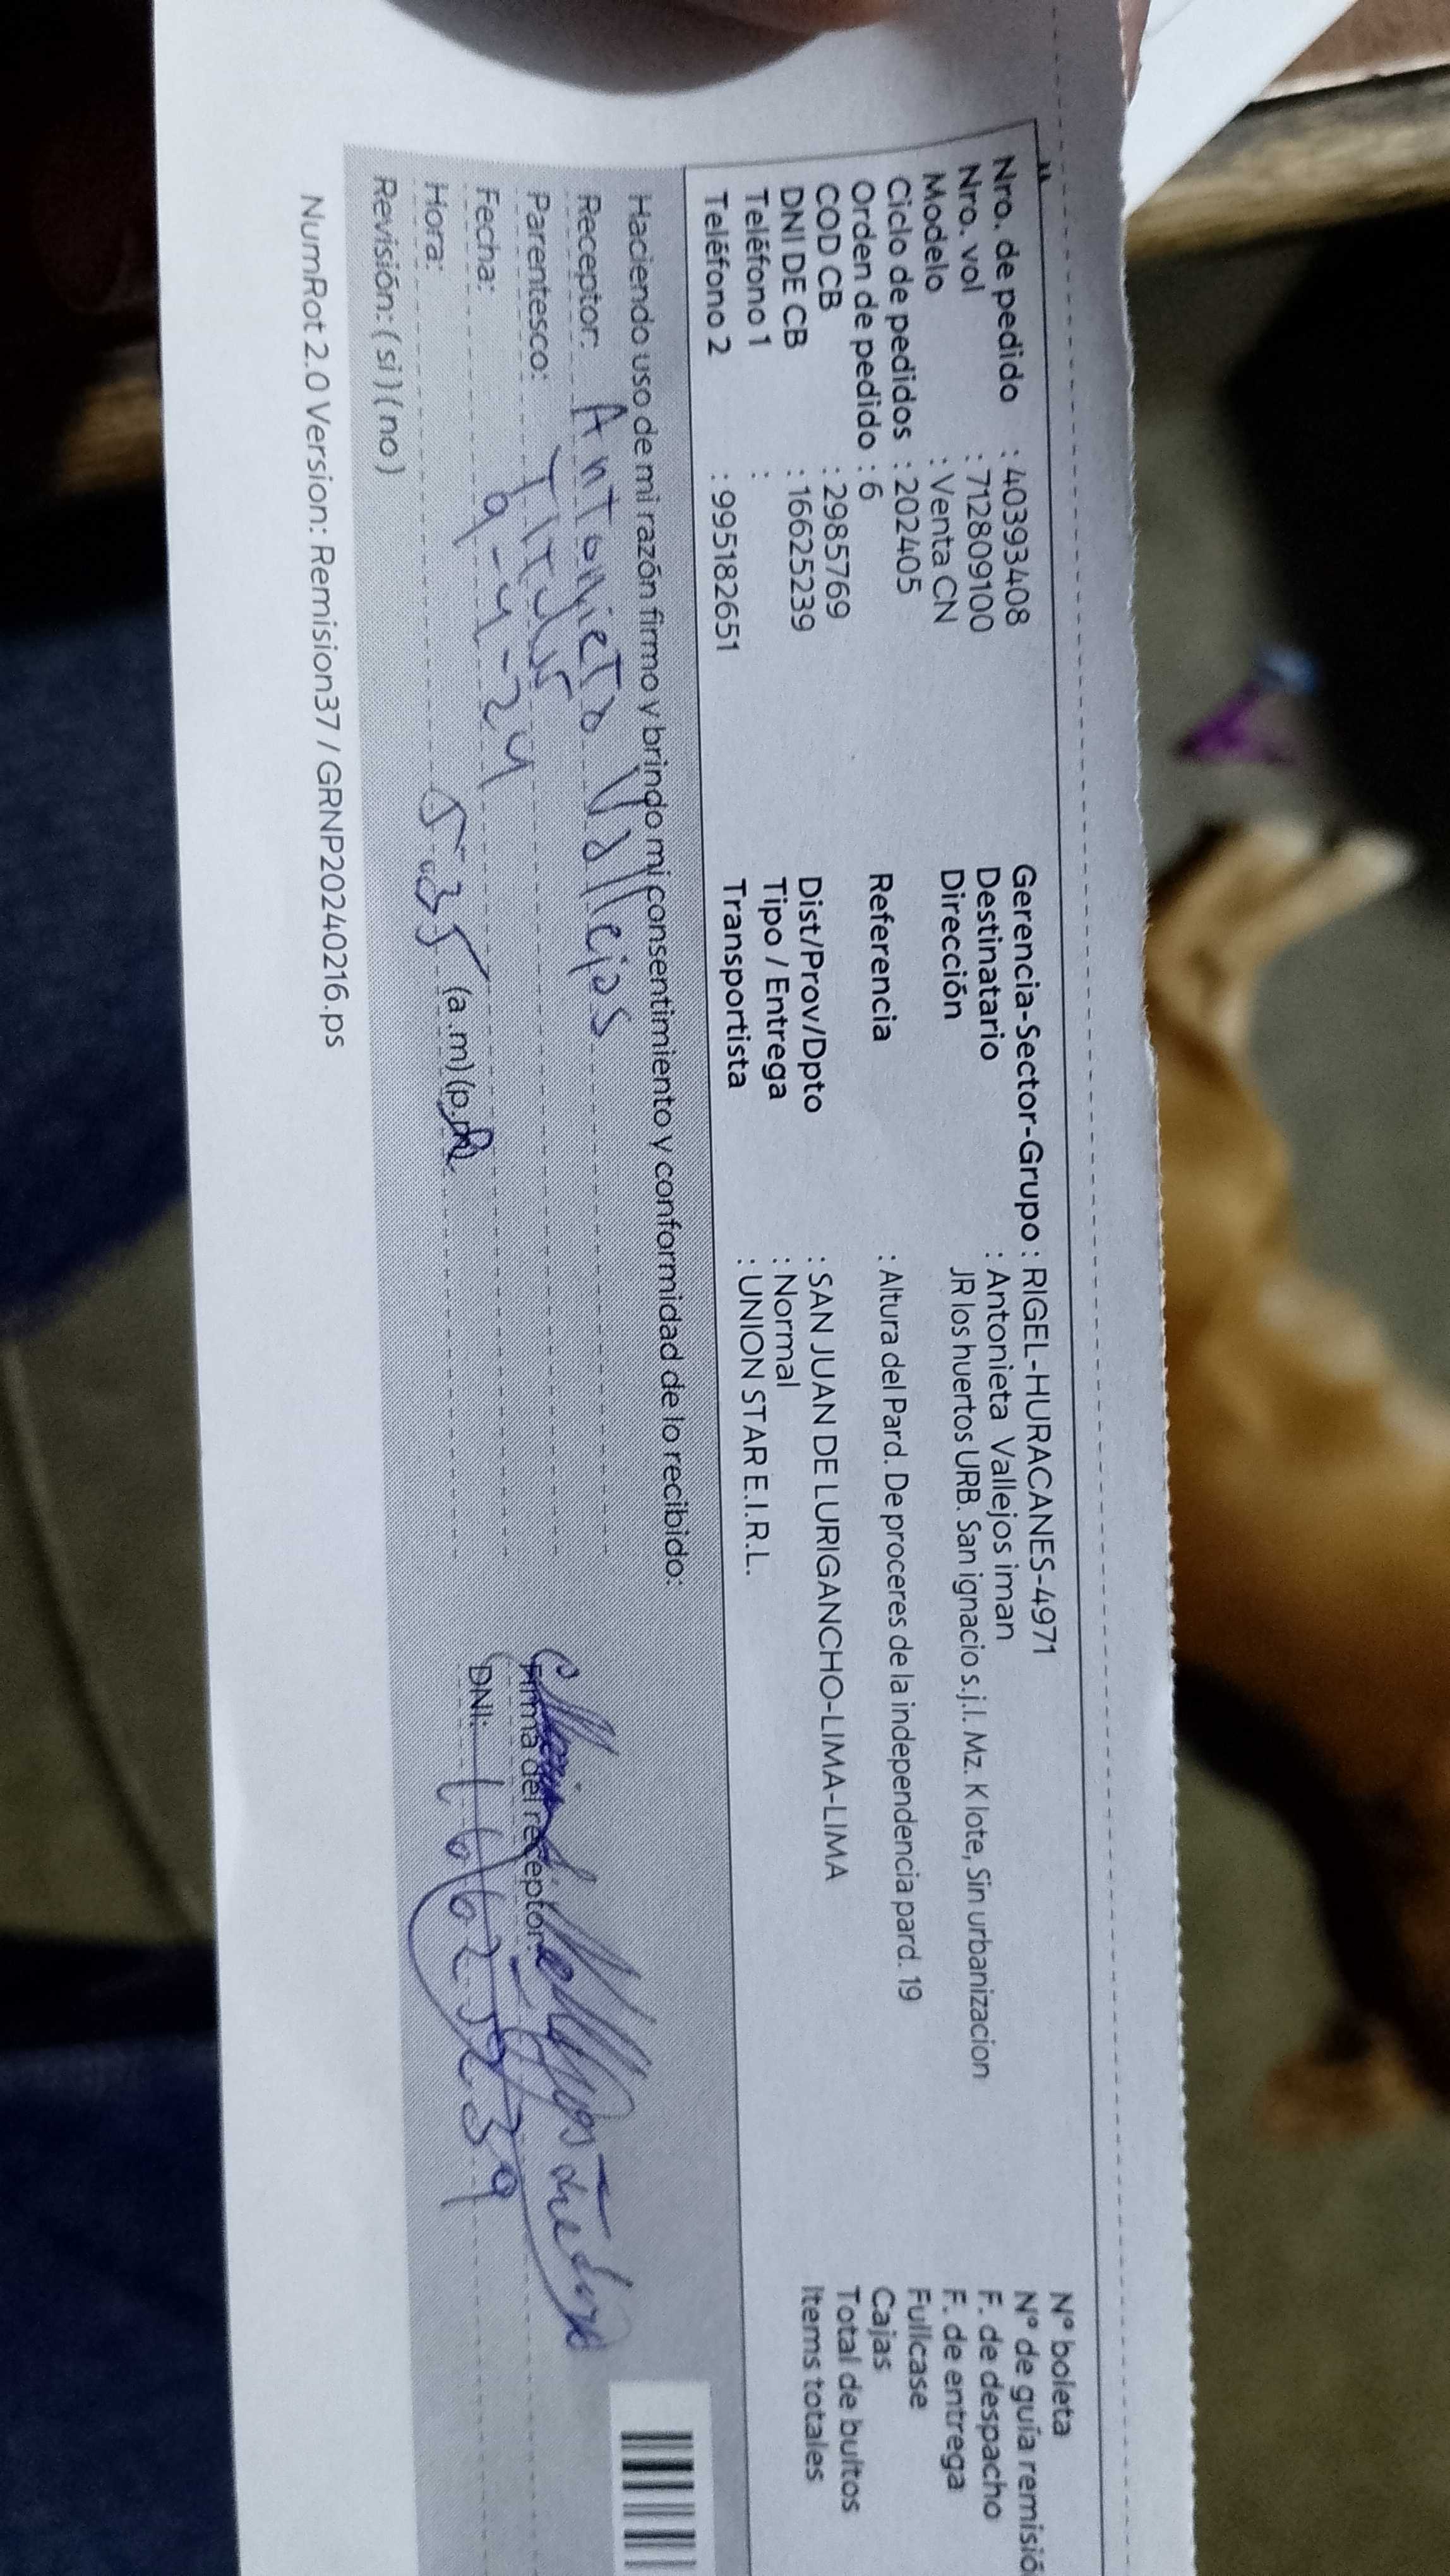 Nro. de pedido : 40393408
Nro. vol : 712809100
Modelo : Venta CN
Ciclo de pedidos : 202405
Orden de pedido : 6
COD CB : 2985769
DNI DE CB : 16625239
Teléfono 1 :
Teléfono 2 : 995182651
Gerencia-Sector-Grupo : RIGEL-HURACANES-4971
Destinatario : Antonieta Vallejos iman
Dirección JR los huertos URB. San ignacio s.j.l. Mz. K lote, Sin urbanizacion
Referencia : Altura del Pard. De proceres de la independencia pard. 19
Dist/Prov/Dpto : SAN JUAN DE LURIGANCHO-LIMA-LIMA
Tipo / Entrega : Normal
Transportista : UNION STAR E.I.R.L.
N° boleta
N° de guía remisió
F. de despacho
F. de entrega
Fullcase
Cajas
Total de bultos
Items totales
Haciendo uso de mi razón firmo y brindo mi consentimiento y conformidad de lo recibido:
Receptor: Antonieta Vallejos
Parentesco: Titular
Fecha: 9-4-24
Hora: 5:35 (a.m) (p.m)
Revisión: ( si ) ( no )
Firma del receptor:
DNI: 16625239
NumRot 2.0 Version: Remision37 / GRNP20240216.ps